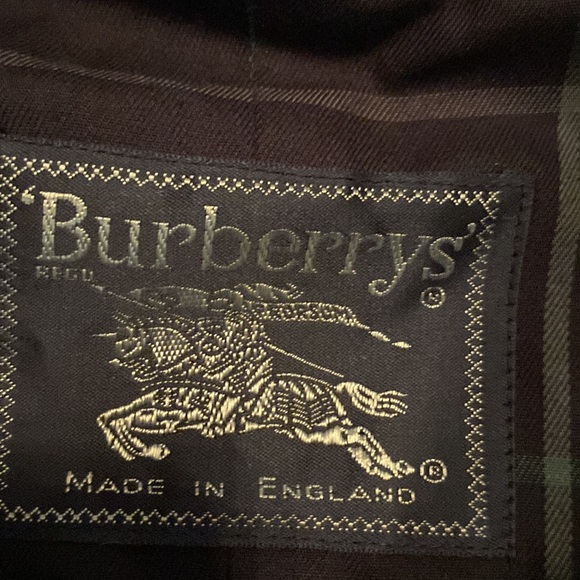 'Burberrys'
REGD
®
®
MADE IN ENGLAND